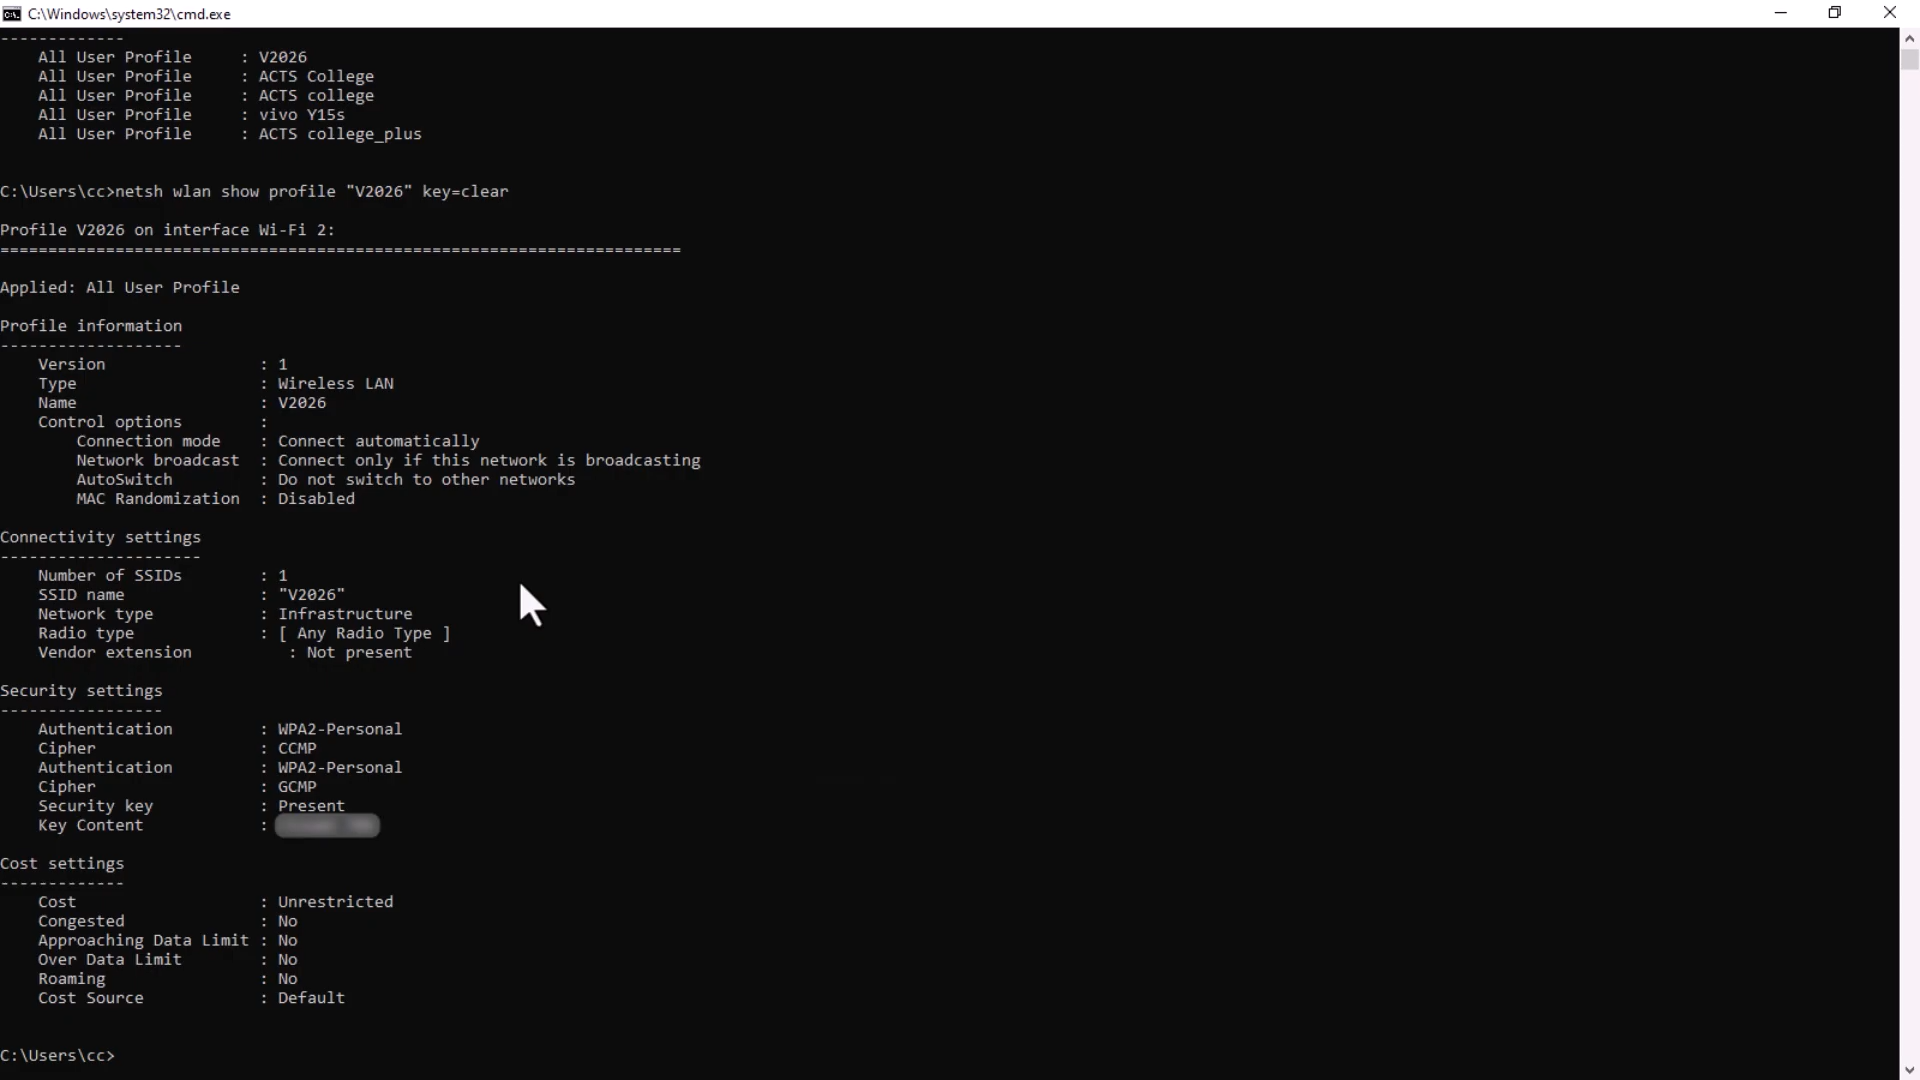 C:\Windows\system32\cmd.exe
-------------
All User Profile     : V2026
All User Profile     : ACTS College
All User Profile     : ACTS college
All User Profile     : vivo Y15s
All User Profile     : ACTS college_plus
C:\Users\cc>netsh wlan show profile "V2026" key=clear
Profile V2026 on interface Wi-Fi 2:
=======================================================================
Applied: All User Profile
Profile information
-------------------
Version                : 1
Type                   : Wireless LAN
Name                   : V2026
Control options        :
Connection mode    : Connect automatically
Network broadcast  : Connect only if this network is broadcasting
AutoSwitch         : Do not switch to other networks
MAC Randomization  : Disabled
Connectivity settings
---------------------
Number of SSIDs        : 1
SSID name              : "V2026"
Network type           : Infrastructure
Radio type             : [ Any Radio Type ]
Vendor extension          : Not present
Security settings
-----------------
Authentication         : WPA2-Personal
Cipher                 : CCMP
Authentication         : WPA2-Personal
Cipher                 : GCMP
Security key           : Present
Key Content            :
Cost settings
-------------
Cost                   : Unrestricted
Congested              : No
Approaching Data Limit : No
Over Data Limit        : No
Roaming                : No
Cost Source            : Default
C:\Users\cc>